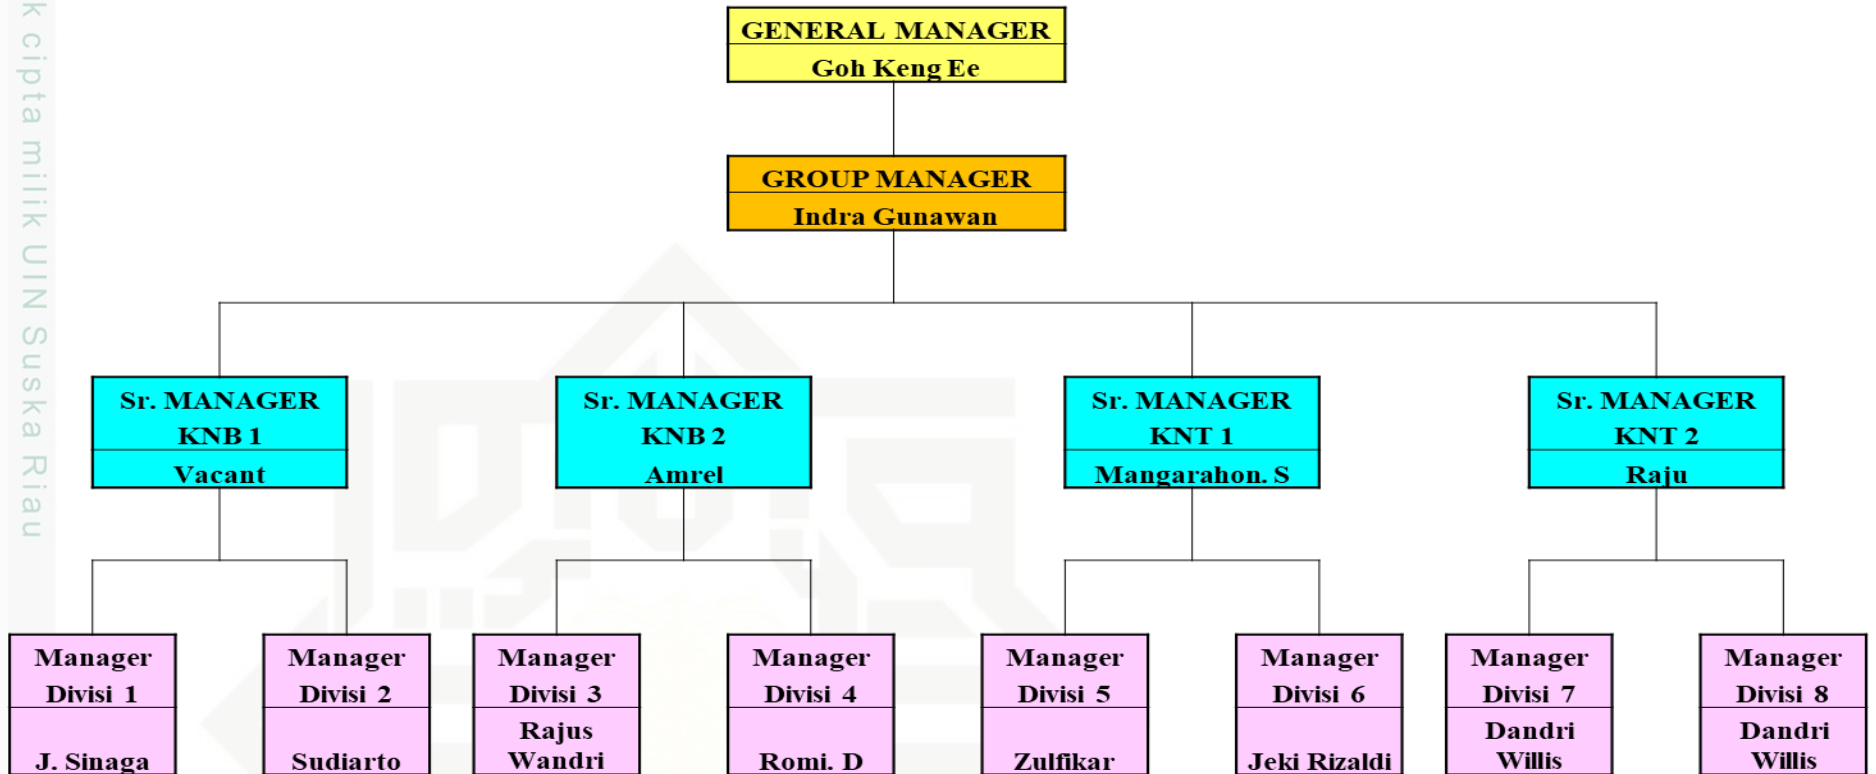 k cipta milik UIN Suska Riau
GENERAL MANAGER
Goh Keng Ee
GROUP MANAGER
Indra Gunawan
Sr. MANAGER
KNB 1
Vacant
Sr. MANAGER
KNB 2
Amrel
Sr. MANAGER
KNT 1
Mangarahon. S
Sr. MANAGER
KNT 2
Raju
Manager
Divisi 1
J. Sinaga
Manager
Divisi 2
Sudiarto
Manager
Divisi 3
Rajus
Wandri
Manager
Divisi 4
Romi. D
Manager
Divisi 5
Zulfikar
Manager
Divisi 6
Jeki Rizaldi
Manager
Divisi 7
Dandri
Willis
Manager
Divisi 8
Dandri
Willis